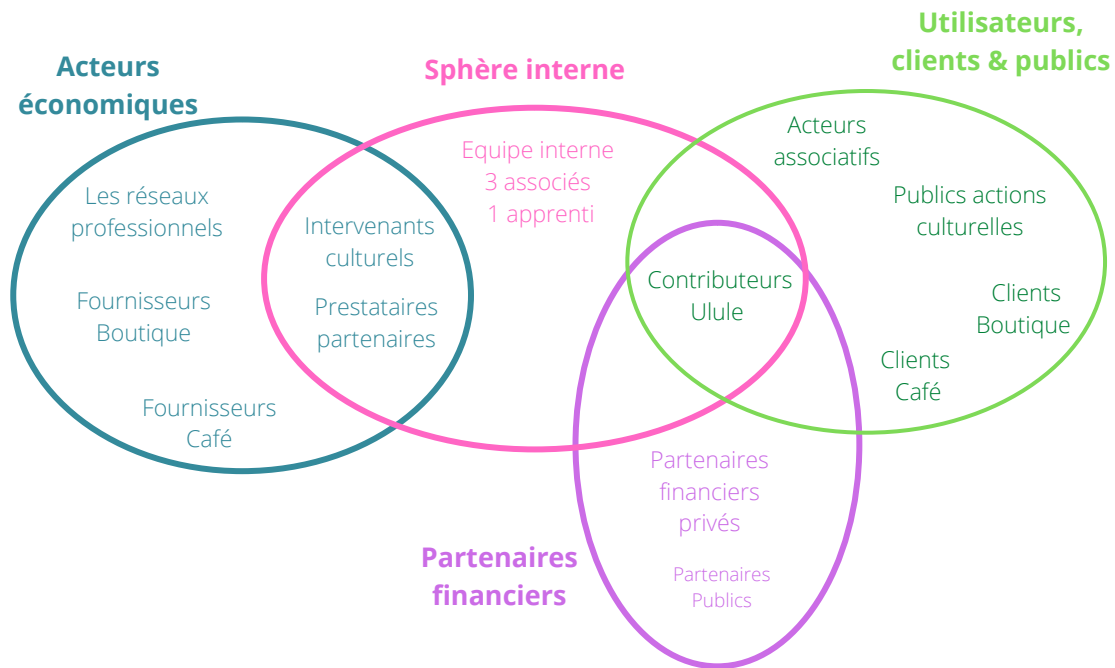 Utilisateurs,
clients & publics
Acteurs
économiques
Sphère interne
Les réseaux
professionnels
Fournisseurs
Boutique
Fournisseurs
Café
Intervenants
culturels
Prestataires
partenaires
Equipe interne
3 associés
1 apprenti
Contributeurs
Ulule
Acteurs
associatifs
Publics actions
culturelles
Clients
Boutique
Clients
Café
Partenaires
financiers
Partenaires
financiers
privés
Partenaires
Publics